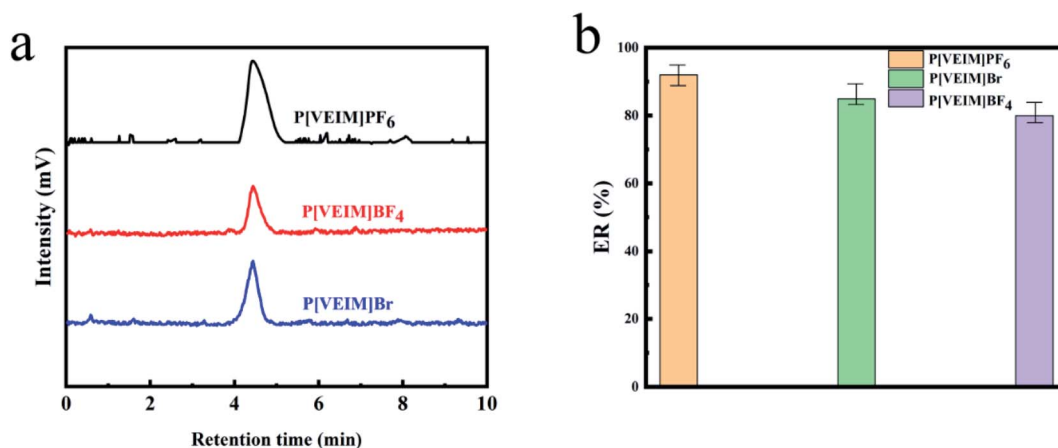 a
Intensity (mV)
P[VEIM]PF6
P[VEIM]BF4
P[VEIM]Br
0 2 4 6 8 10
Retention time (min)
b
ER (%)
100
80
60
40
20
0
P[VEIM]PF6
P[VEIM]Br
P[VEIM]BF4